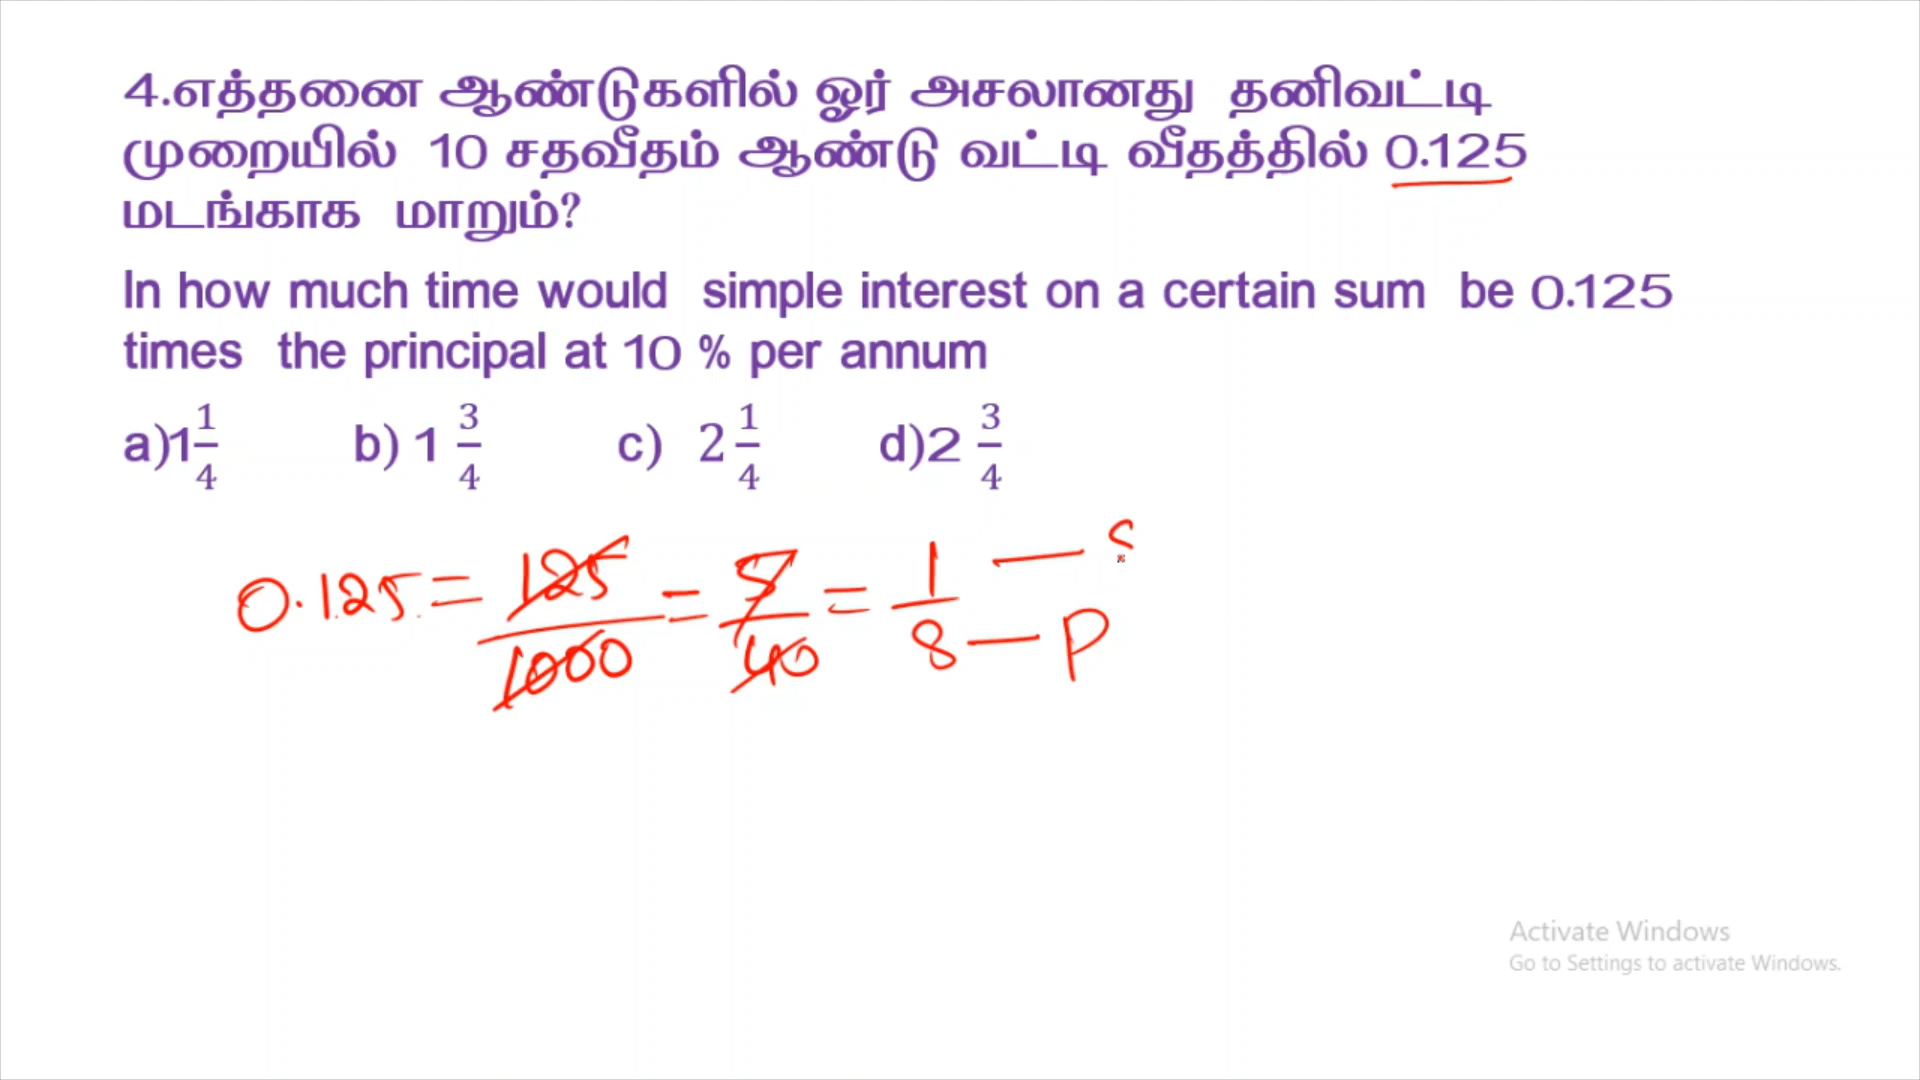 4.எத்தனை ஆண்டுகளில் ஓர் அசலானது தனிவட்டி
முறையில் 10 சதவீதம் ஆண்டு வட்டி வீதத்தில் 0.125
மடங்காக மாறும்?
In how much time would simple interest on a certain sum be 0.125
times the principal at 10 % per annum
a)1 1/4 b) 1 3/4 c) 2 1/4 d)2 3/4
0.125 = 125/1000 = 5/40 = 1/8 — S
— P
Activate Windows
Go to Settings to activate Windows.